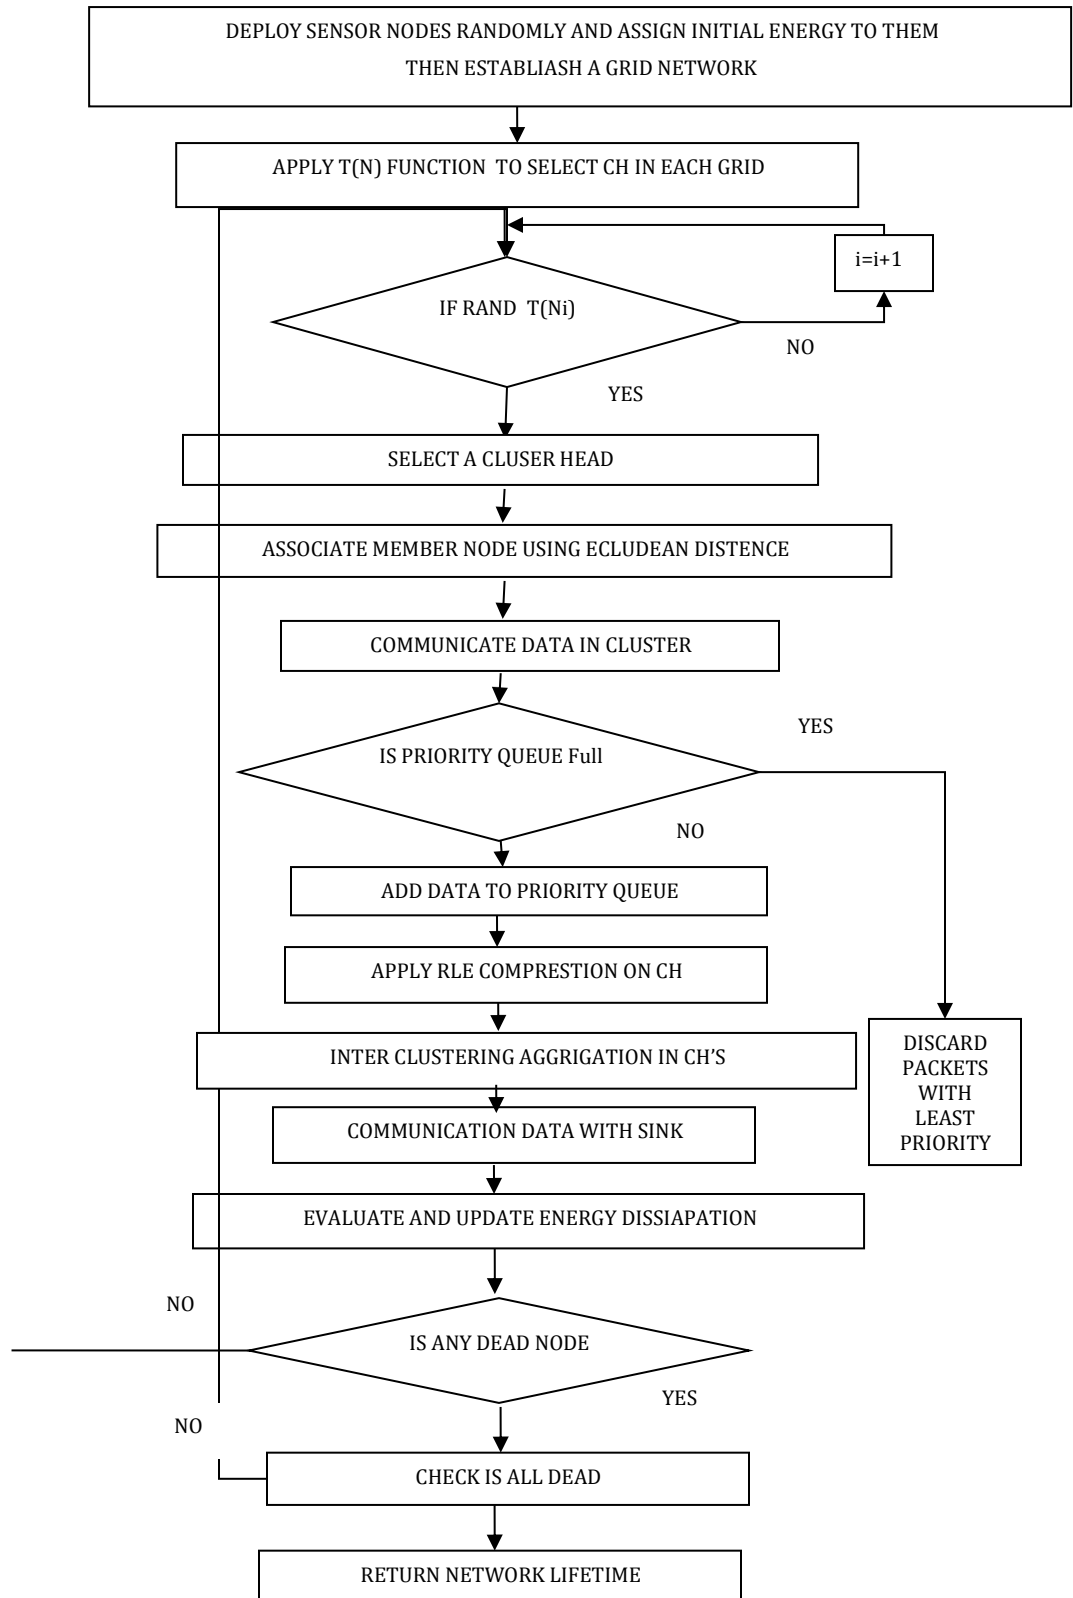 DEPLOY SENSOR NODES RANDOMLY AND ASSIGN INITIAL ENERGY TO THEM
THEN ESTABLIASH A GRID NETWORK
APPLY T(N) FUNCTION TO SELECT CH IN EACH GRID
i=i+1
IF RAND T(Ni)
NO
YES
SELECT A CLUSER HEAD
ASSOCIATE MEMBER NODE USING ECLUDEAN DISTENCE
COMMUNICATE DATA IN CLUSTER
YES
IS PRIORITY QUEUE Full
NO
ADD DATA TO PRIORITY QUEUE
APPLY RLE COMPRESTION ON CH
DISCARD
PACKETS
WITH
LEAST
PRIORITY
INTER CLUSTERING AGGRIGATION IN CH'S
COMMUNICATION DATA WITH SINK
EVALUATE AND UPDATE ENERGY DISSIAPATION
NO
IS ANY DEAD NODE
YES
NO
CHECK IS ALL DEAD
RETURN NETWORK LIFETIME